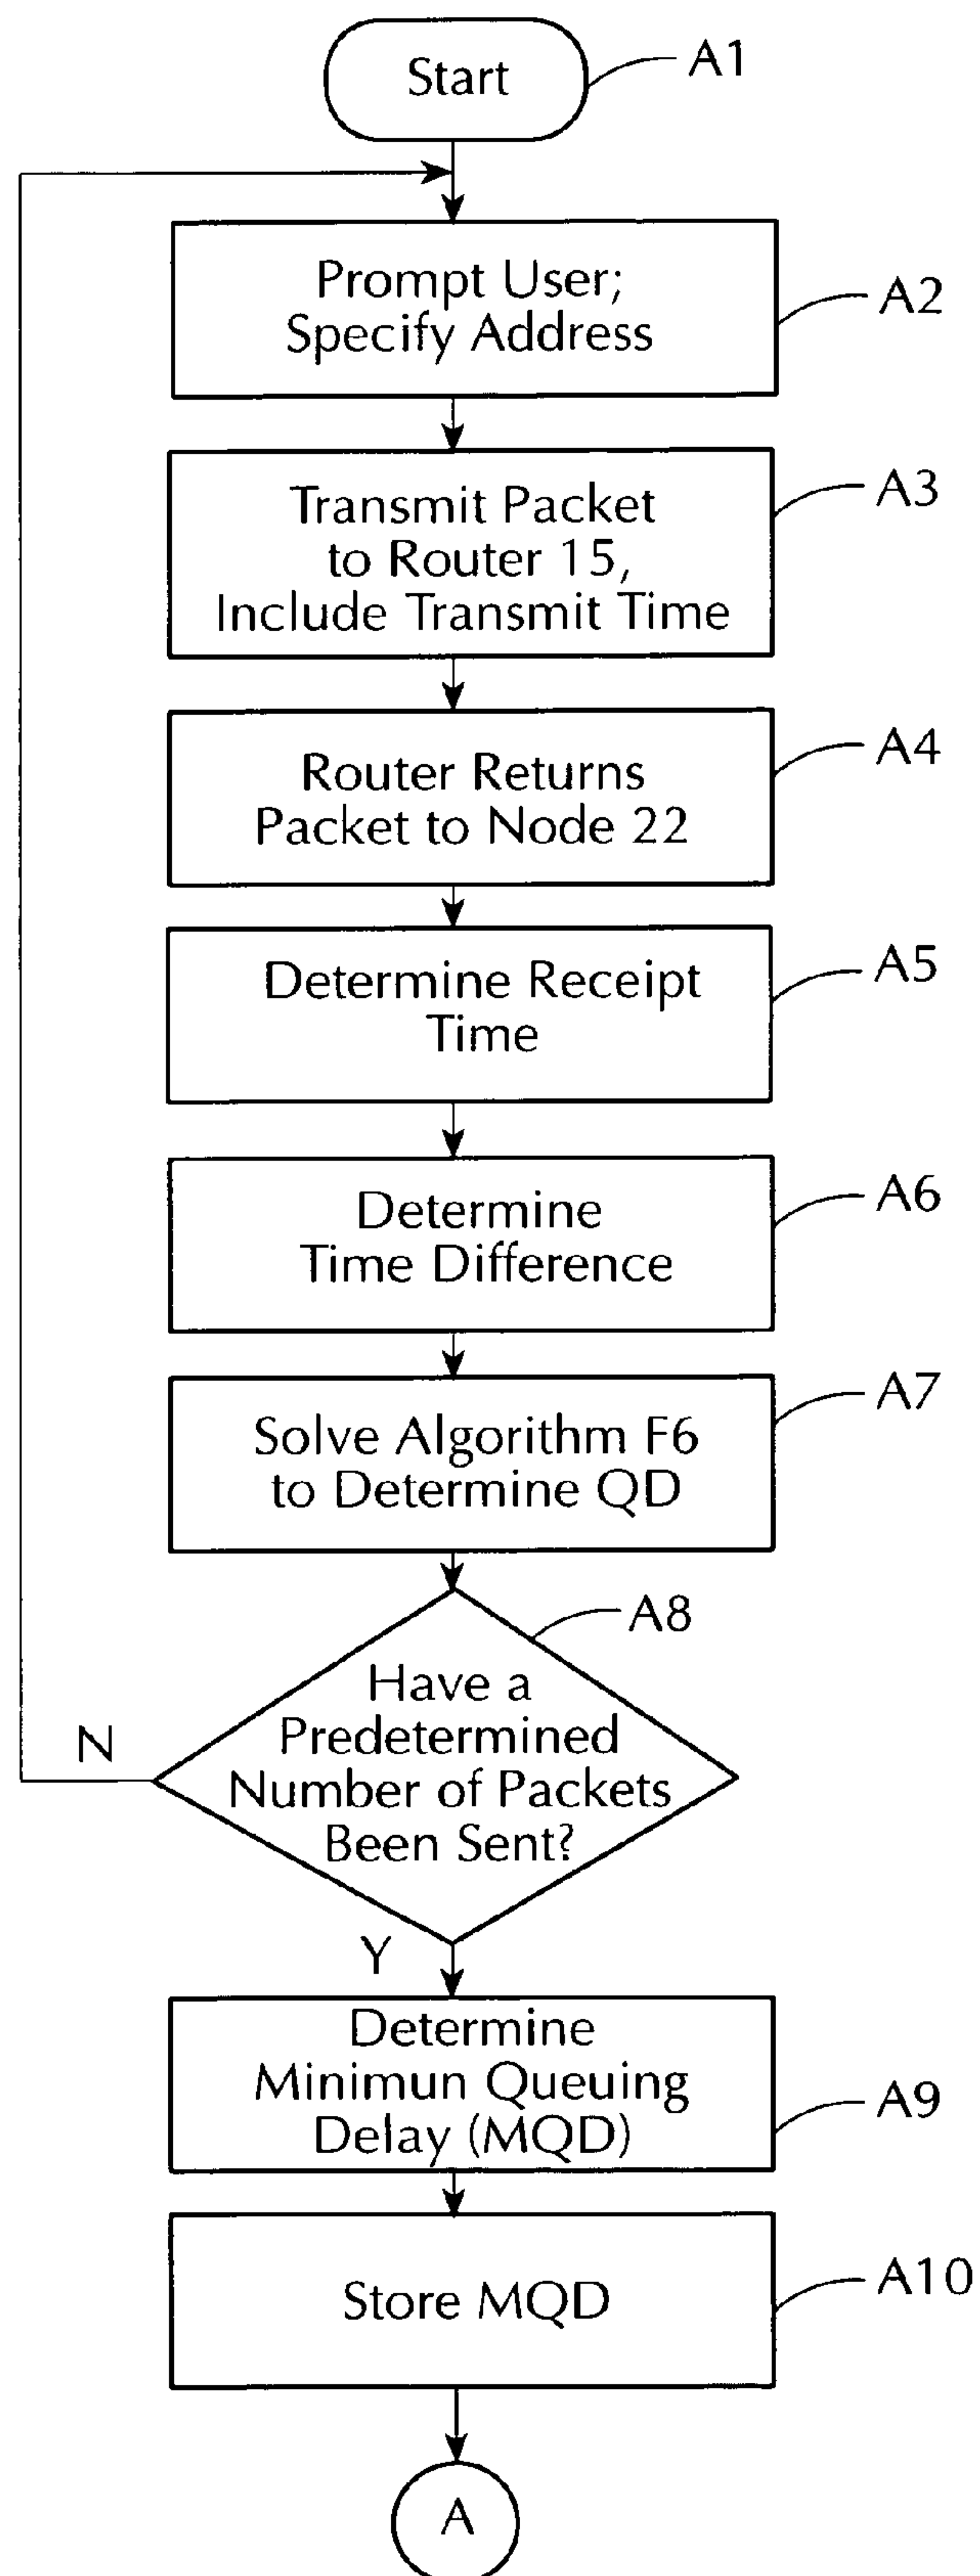 Start
A1
Prompt User;
Specify Address
A2
Transmit Packet
to Router 15,
Include Transmit Time
A3
Router Returns
Packet to Node 22
A4
Determine Receipt
Time
A5
Determine
Time Difference
A6
Solve Algorithm F6
to Determine QD
A7
Have a
Predetermined
Number of Packets
Been Sent?
A8
N
Y
Determine
Minimun Queuing
Delay (MQD)
A9
Store MQD
A10
A